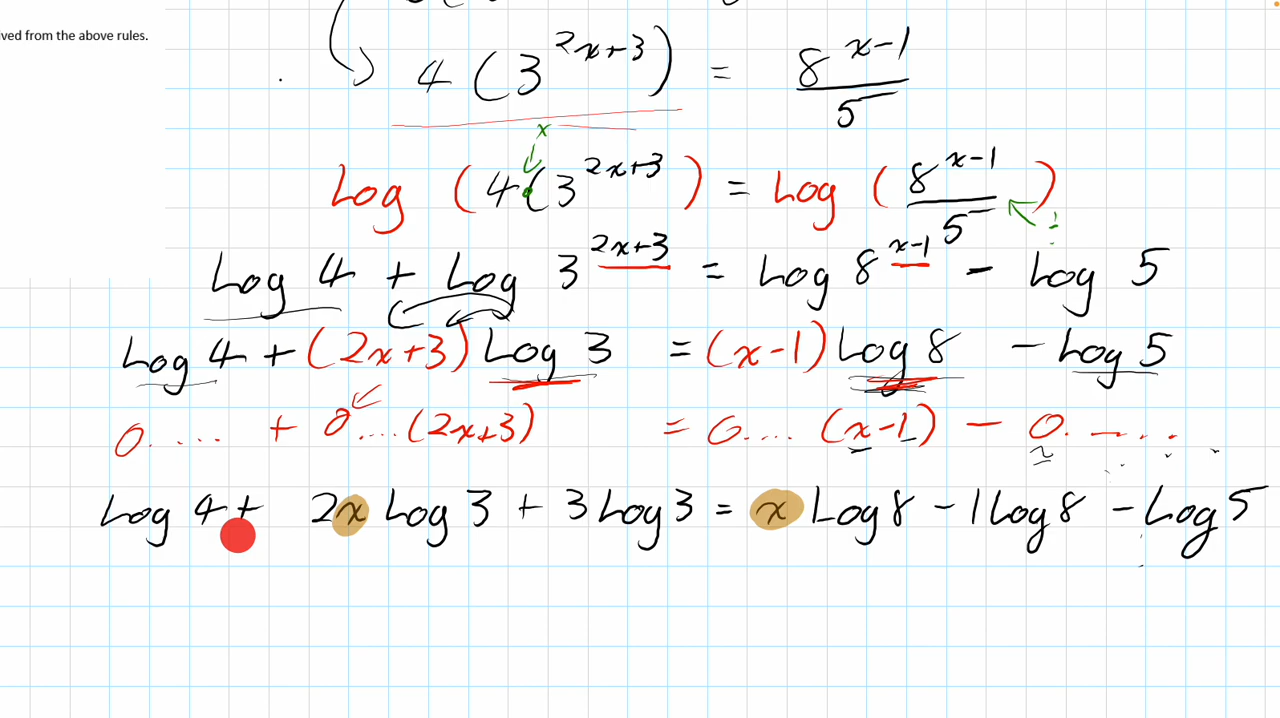 ived from the above rules.
4 (3^{2x+3}) = \frac{8^{x-1}}{5}
x
Log (4 (3^{2x+3}) = Log (\frac{8^{x-1}}{5})
÷
Log 4 + Log 3^{2x+3} = Log 8^{x-1} - Log 5
Log 4 + (2x+3) Log 3 = (x-1) Log 8 - Log 5
0.... + 0....(2x+3) = 0.... (x-1) - 0.....
Log 4 + 2x Log 3 + 3 Log 3 = x Log 8 - 1 Log 8 - Log 5